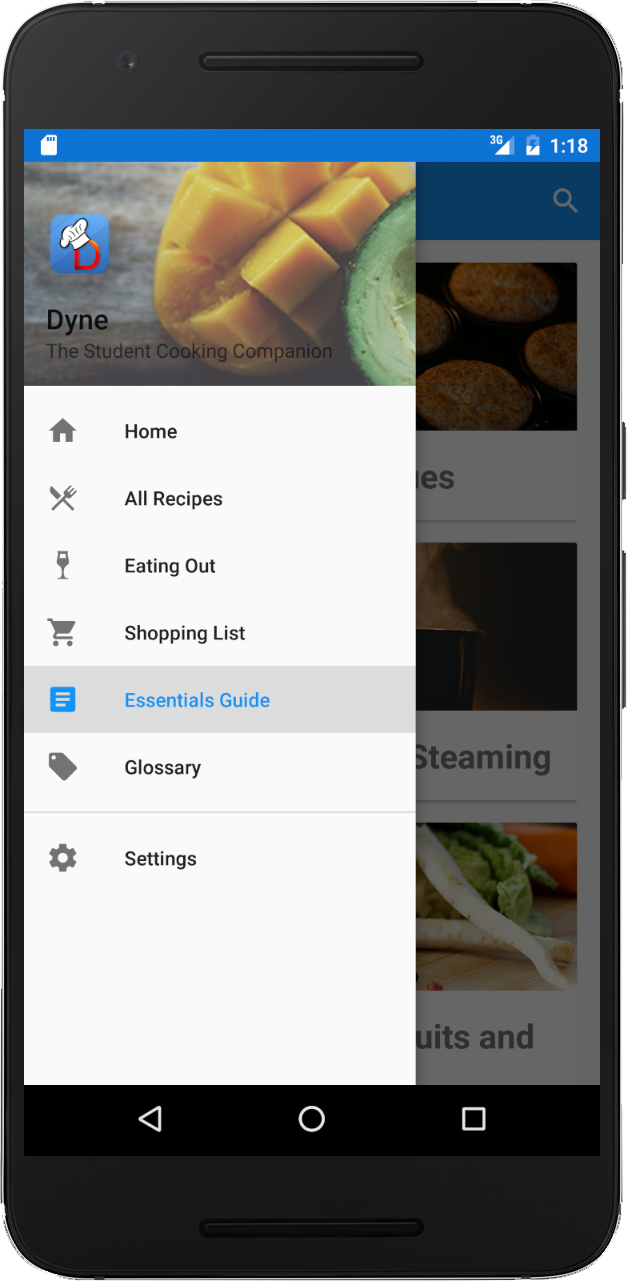 3G 1:18
D
Dyne
The Student Cooking Companion
Home
All Recipes
ues
Eating Out
Shopping List
Essentials Guide
Steaming
Glossary
Settings
uits and